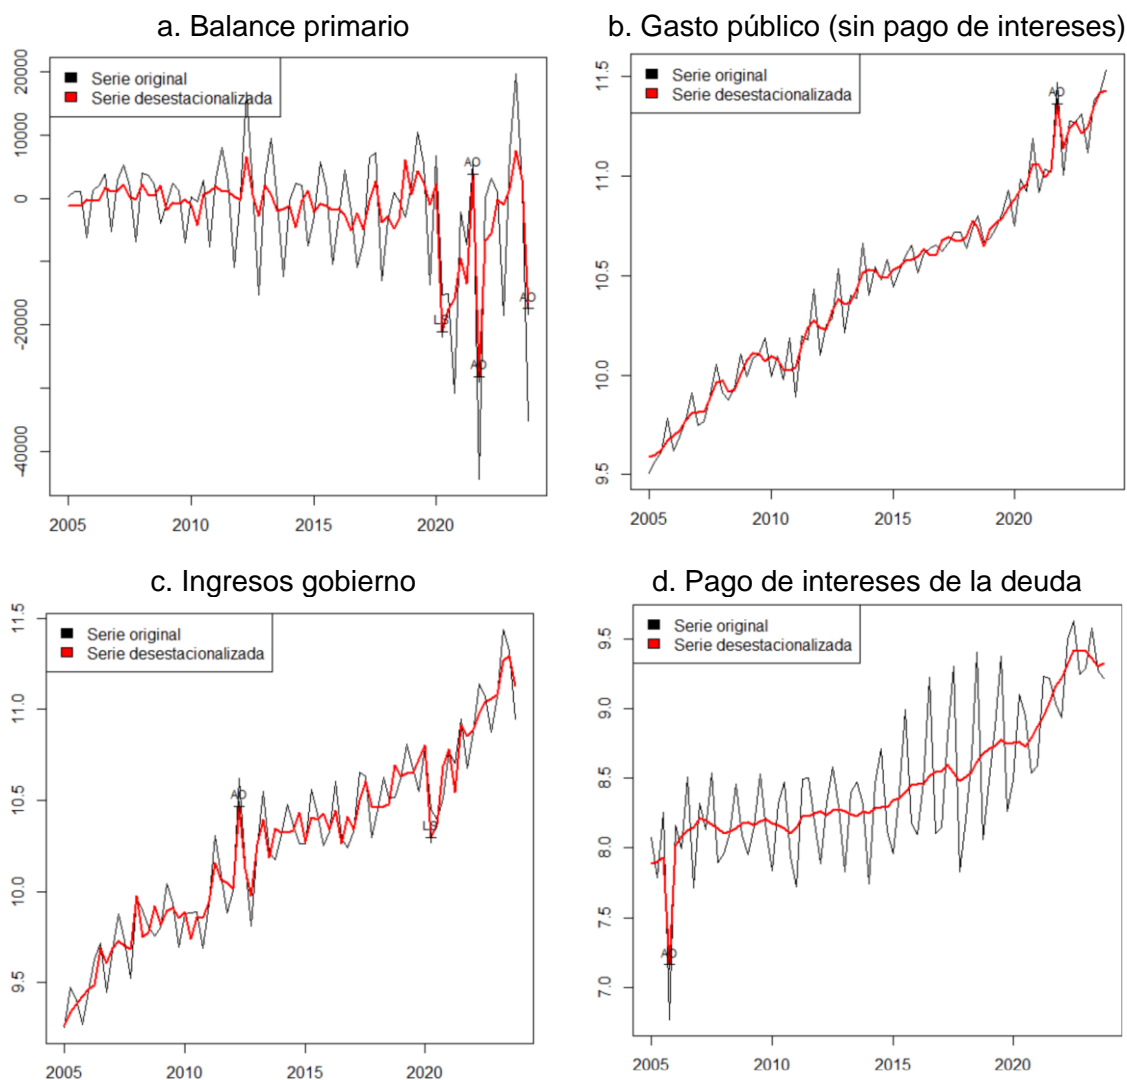 a. Balance primario
Serie original
Serie desestacionalizada
20000
10000
0
-20000
-40000
AO
LS
AO
AO
2005 2010 2015 2020
b. Gasto público (sin pago de intereses)
Serie original
Serie desestacionalizada
11.5
11.0
10.5
10.0
9.5
AO
2005 2010 2015 2020
c. Ingresos gobierno
Serie original
Serie desestacionalizada
11.5
11.0
10.5
10.0
9.5
AO
LS
2005 2010 2015 2020
d. Pago de intereses de la deuda
Serie original
Serie desestacionalizada
9.5
9.0
8.5
8.0
7.5
7.0
AO
2005 2010 2015 2020